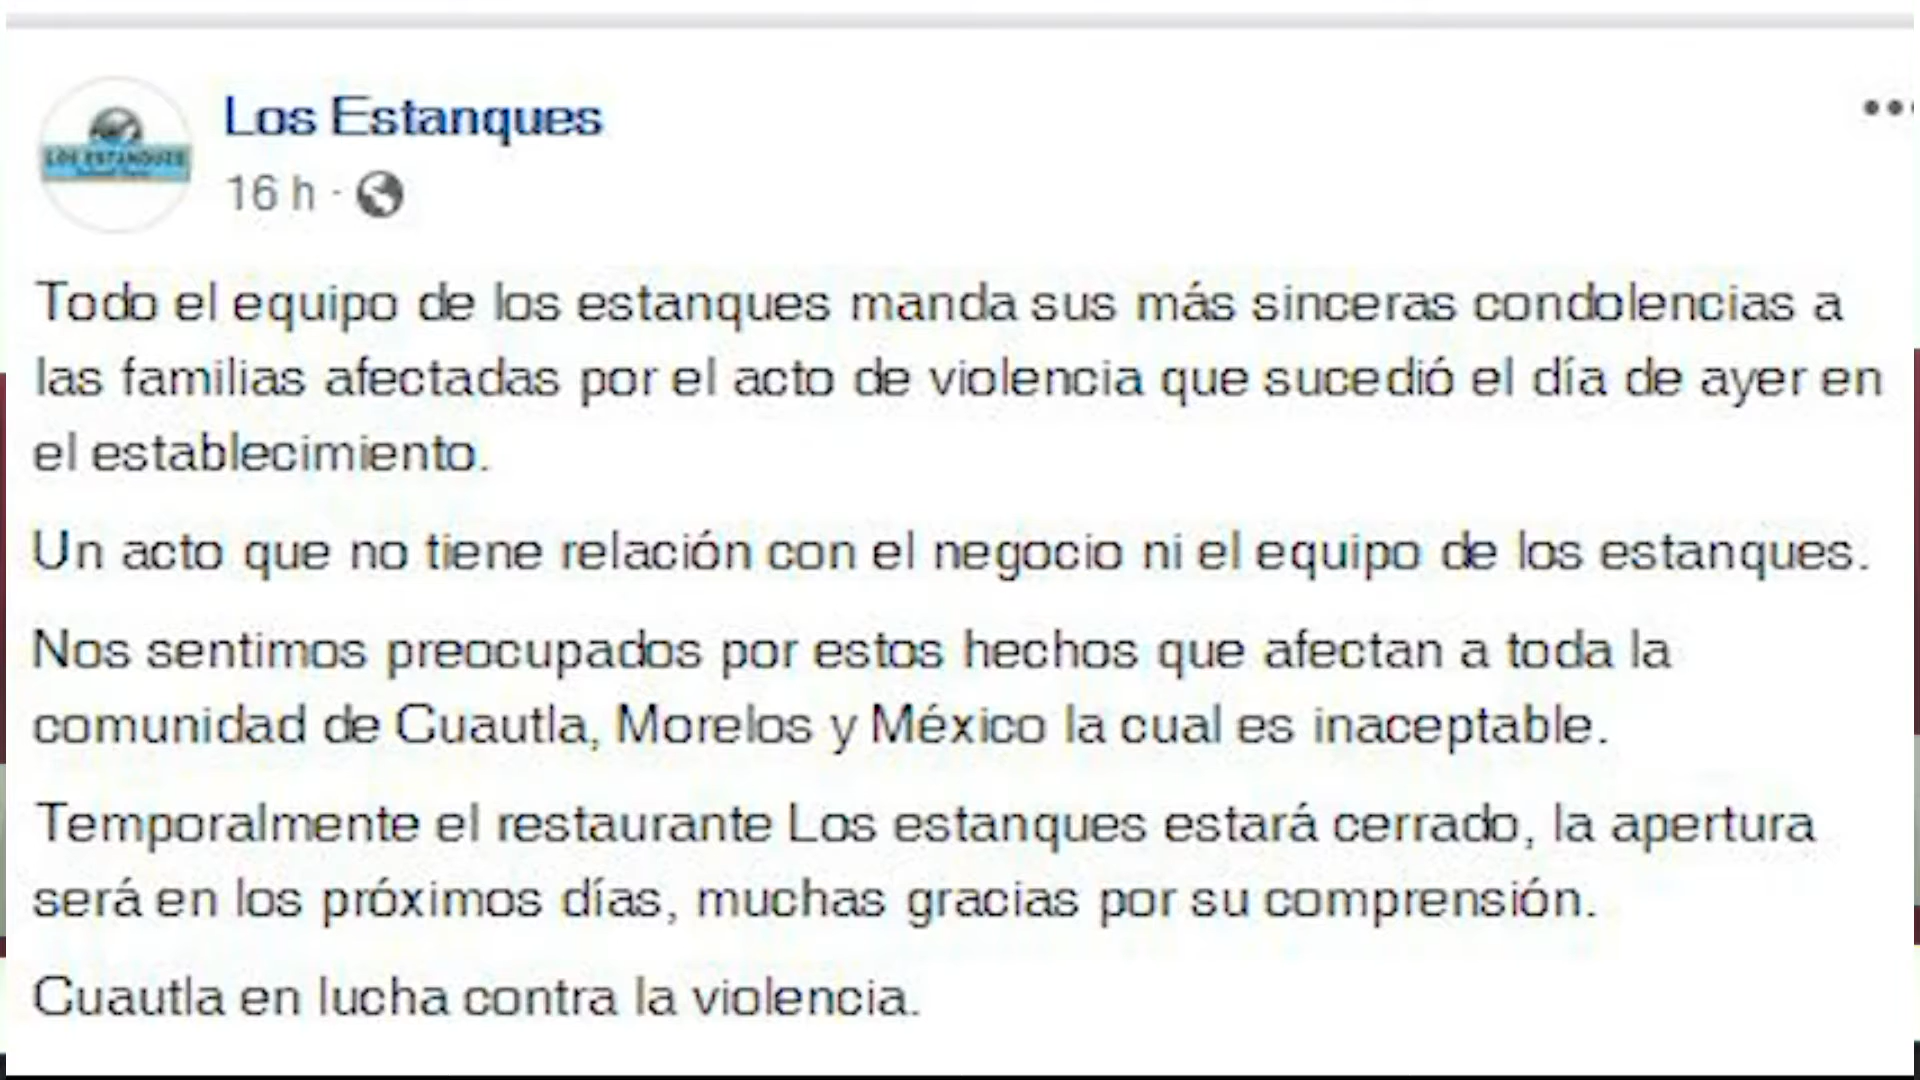 Los Estanques
LOS ESTANQUES
16 h ·
Todo el equipo de los estanques manda sus más sinceras condolencias a
las familias afectadas por el acto de violencia que sucedió el día de ayer en
el establecimiento.
Un acto que no tiene relación con el negocio ni el equipo de los estanques.
Nos sentimos preocupados por estos hechos que afectan a toda la
comunidad de Cuautla, Morelos y México la cual es inaceptable.
Temporalmente el restaurante Los estanques estará cerrado, la apertura
será en los próximos días, muchas gracias por su comprensión.
Cuautla en lucha contra la violencia.